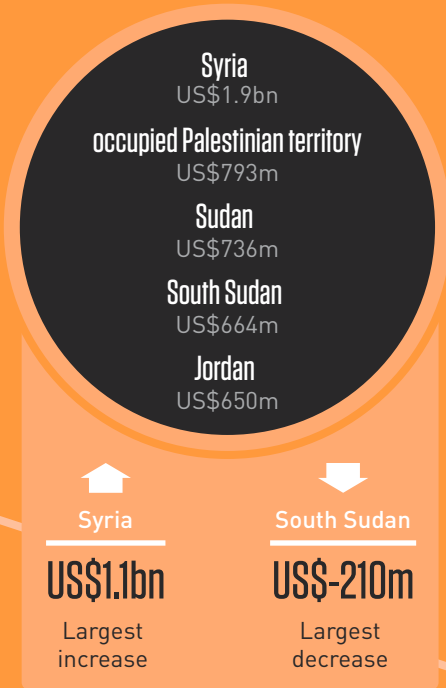 Syria
US$1.9bn
occupied Palestinian territory
US$793m
Sudan
US$736m
South Sudan
US$664m
Jordan
US$650m
Syria
US$1.1bn
Largest
increase
South Sudan
US$-210m
Largest
decrease